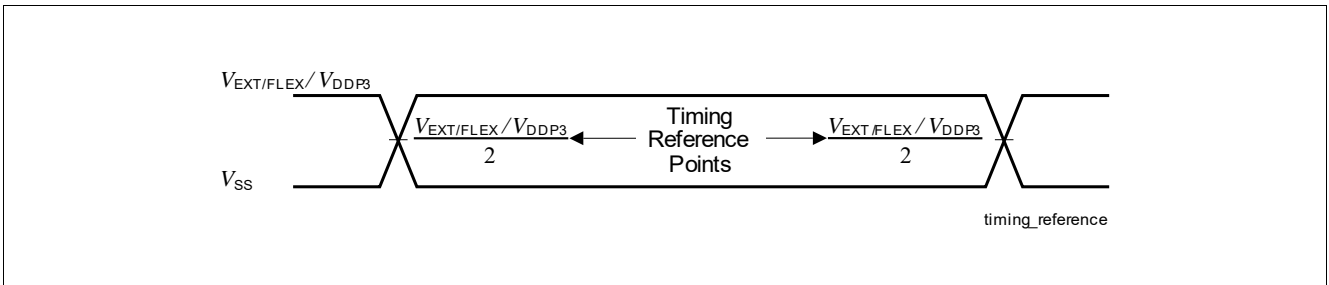 VEXT/FLEX / VDDP3
VEXT/FLEX / VDDP3
2
Timing
Reference
Points
VEXT/FLEX / VDDP3
2
VSS
timing_reference